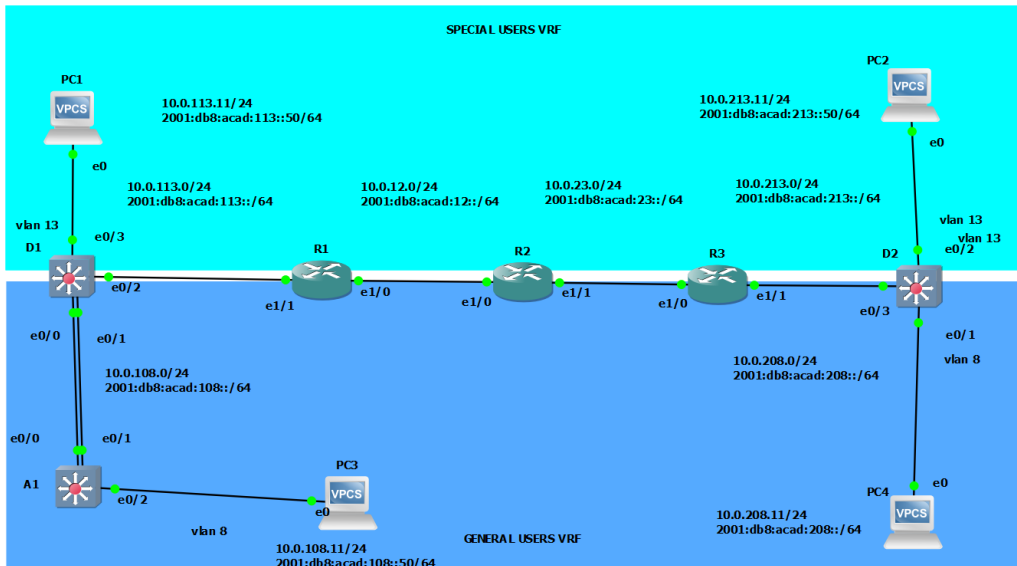 SPECIAL USERS VRF
PC1
VPCS
10.0.113.11/24
2001:db8:acad:113::50/64
e0
PC2
VPCS
10.0.213.11/24
2001:db8:acad:213::50/64
e0
10.0.113.0/24
2001:db8:acad:113::/64
10.0.12.0/24
2001:db8:acad:12::/64
10.0.23.0/24
2001:db8:acad:23::/64
10.0.213.0/24
2001:db8:acad:213::/64
vlan 13
e0/3
D1
e0/2
R1
e1/1
e1/0
R2
e1/0
e1/1
R3
e1/0
e1/1
vlan 13
vlan 13
e0/2
D2
e0/3
e0/1
vlan 8
e0/0
e0/1
10.0.108.0/24
2001:db8:acad:108::/64
10.0.208.0/24
2001:db8:acad:208::/64
e0/0
e0/1
A1
e0/2
vlan 8
PC3
VPCS
e0
10.0.108.11/24
2001:db8:acad:108::50/64
GENERAL USERS VRF
e0
PC4
VPCS
10.0.208.11/24
2001:db8:acad:208::/64